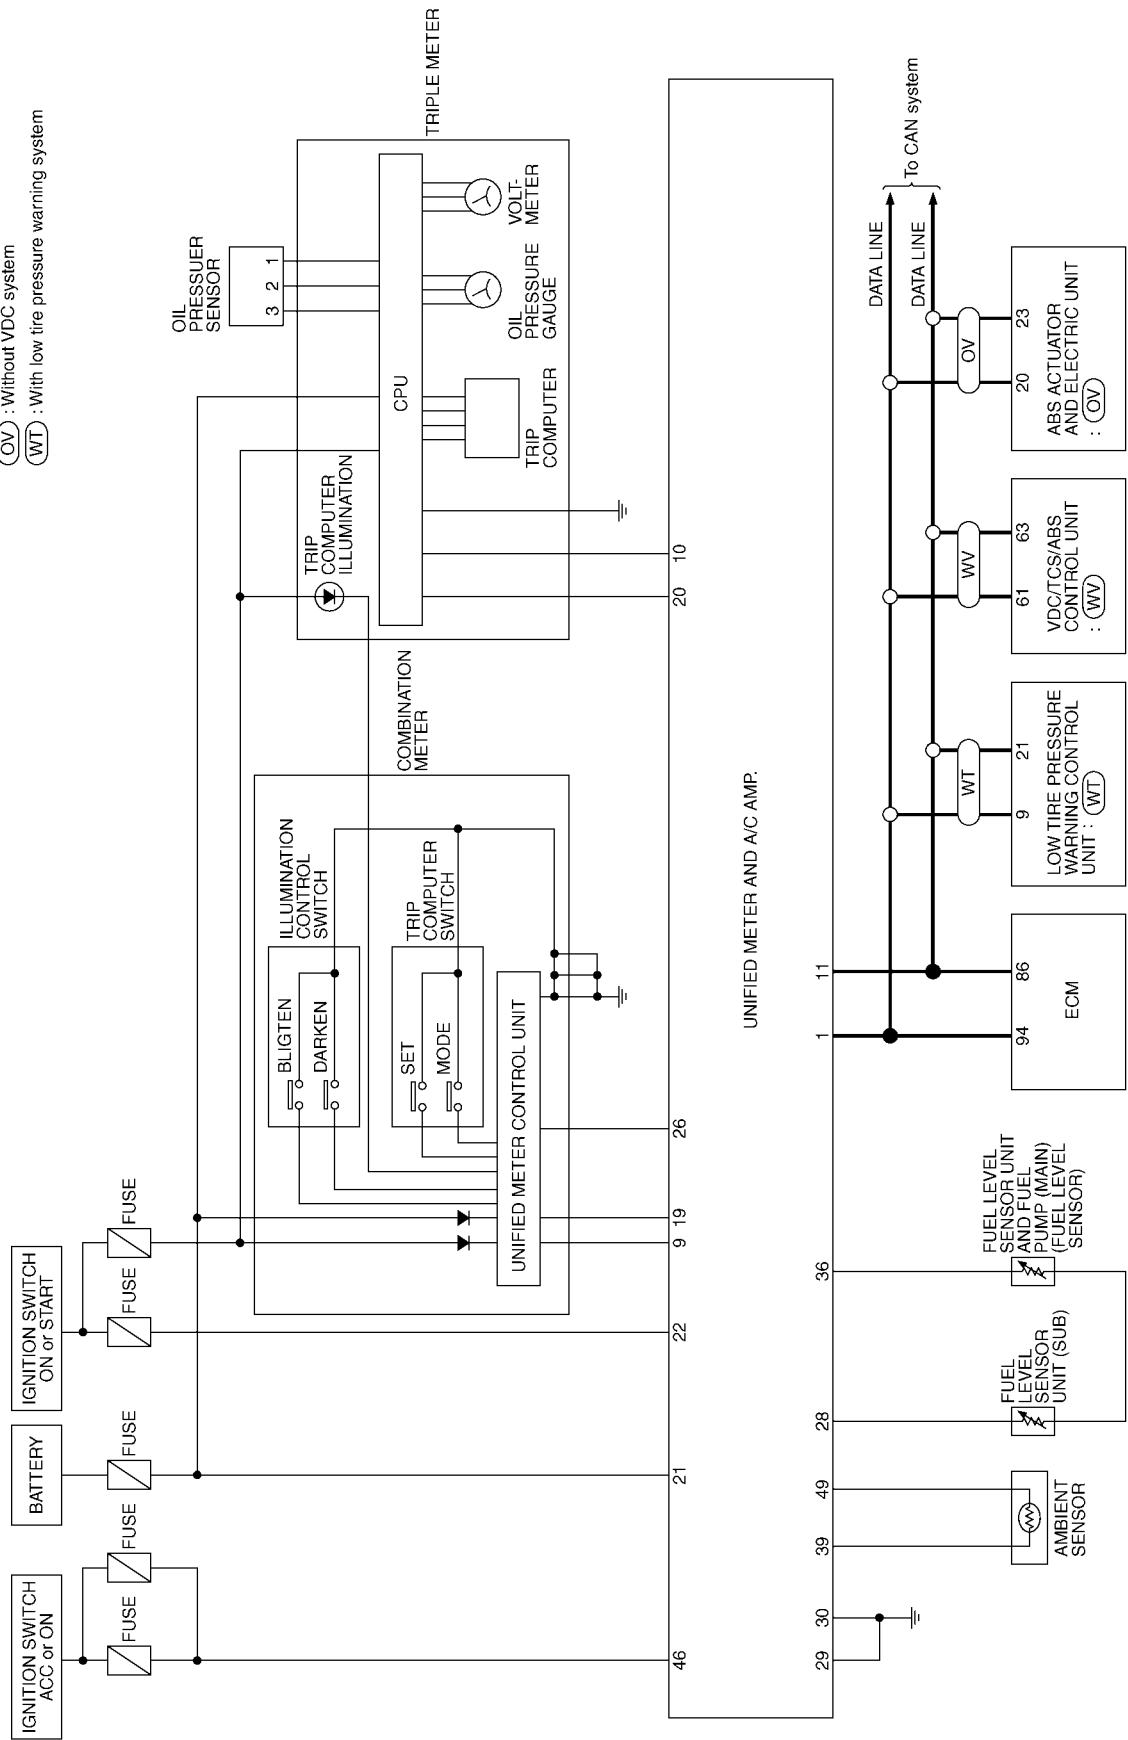 (OV) : Without VDC system
(WT) : With low tire pressure warning system
IGNITION SWITCH
ACC or ON
BATTERY
IGNITION SWITCH
ON or START
FUSE
FUSE
FUSE
FUSE
FUSE
COMBINATION
METER
ILLUMINATION
CONTROL
SWITCH
BLIGTEN
DARKEN
TRIP
COMPUTER
SWITCH
SET
MODE
UNIFIED METER CONTROL UNIT
TRIPLE METER
OIL
PRESSUER
SENSOR
3 2 1
TRIP
COMPUTER
ILLUMINATION
CPU
TRIP
COMPUTER
OIL
PRESSURE
GAUGE
VOLT-
METER
46 21 22 9 19 26 20 10
UNIFIED METER AND A/C AMP.
29 30 39 49 28 36 1 11
AMBIENT
SENSOR
FUEL
LEVEL
SENSOR
UNIT (SUB)
FUEL LEVEL
SENSOR UNIT
AND FUEL
PUMP (MAIN)
(FUEL LEVEL
SENSOR)
DATA LINE
DATA LINE
To CAN system
94 86
ECM
WT
9 21
LOW TIRE PRESSURE
WARNING CONTROL
UNIT : WT
WV
61 63
VDC/TCS/ABS
CONTROL UNIT
: WV
OV
20 23
ABS ACTUATOR
AND ELECTRIC UNIT
: OV